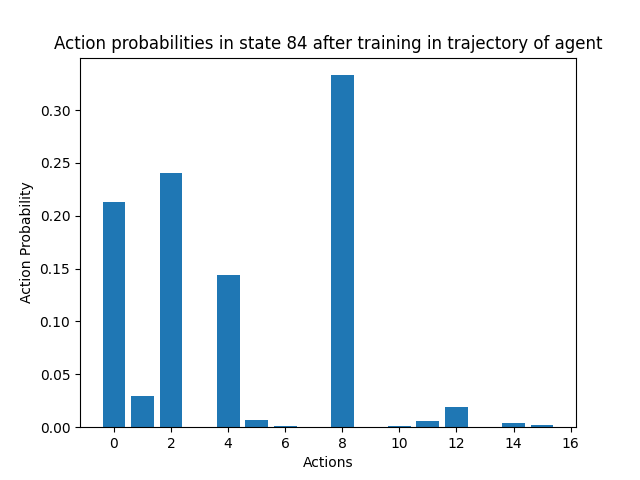 Action probabilities in state 84 after training in trajectory of agent
0.30
0.25
0.20
0.15
0.10
0.05
0.00
Action Probability
0 2 4 6 8 10 12 14 16
Actions